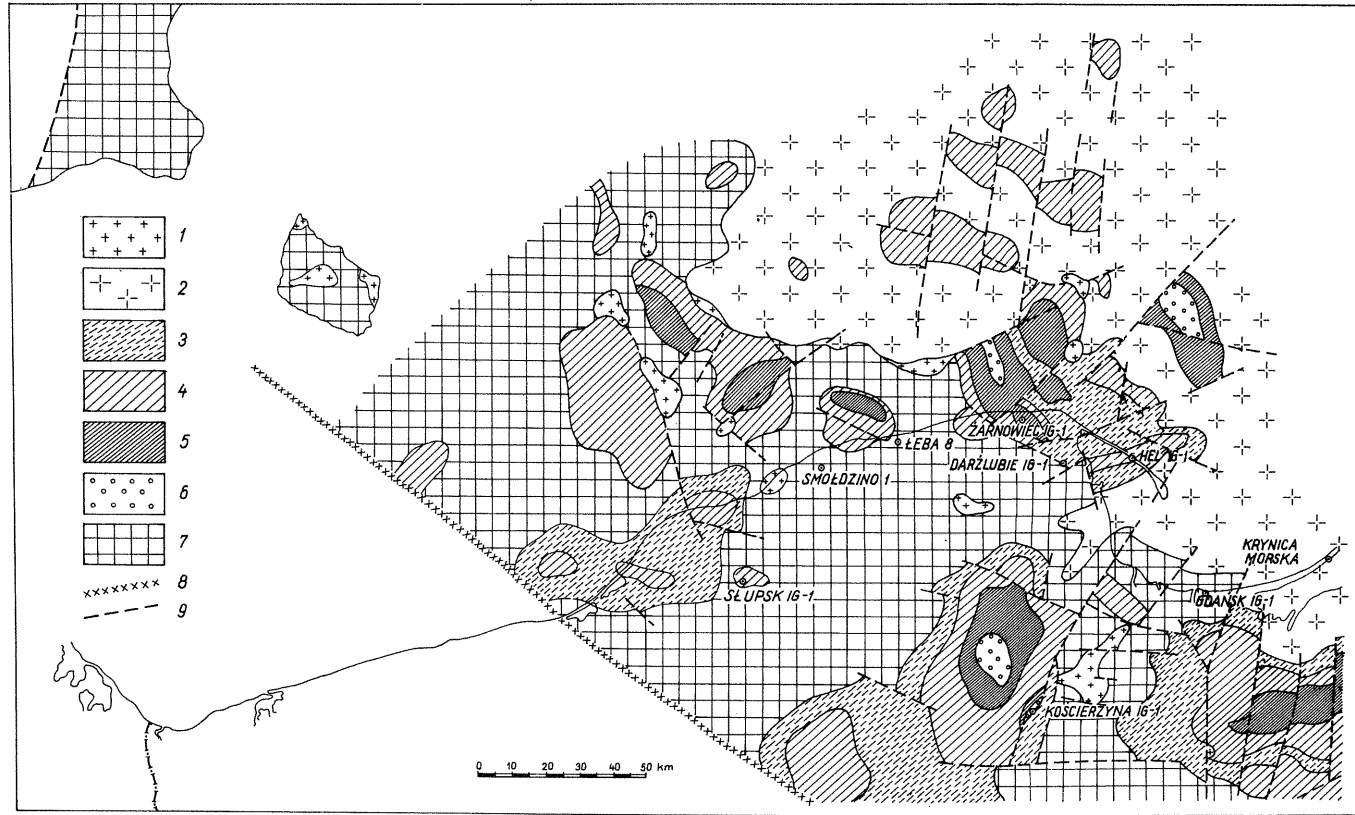 1
2
3
4
5
6
7
8
9
ŻARNOWIEC IG-1
ŁEBA 8
DARŻLUBIE IG-1
HEL IG-1
SMOŁDZINO 1
KRYNICA
MORSKA
SŁUPSK IG-1
GDAŃSK IG-1
KOŚCIERZYNA IG-1
0 10 20 30 40 50 km